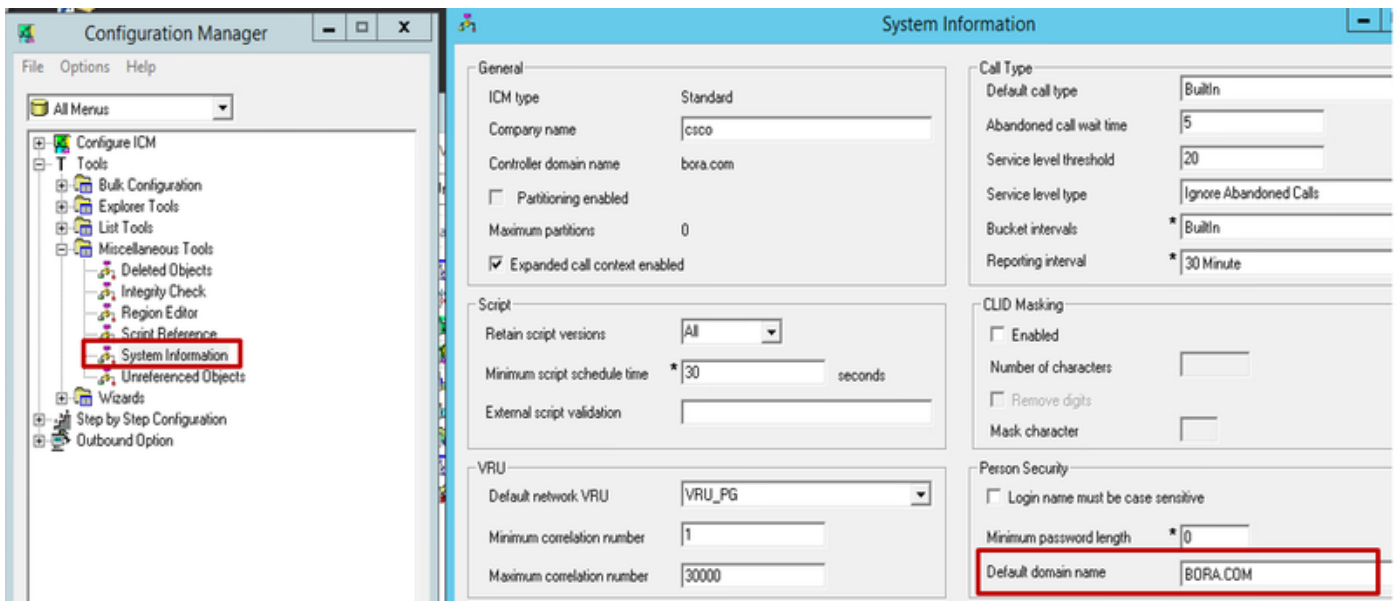 Configuration Manager
File Options Help
All Menus
Configure ICM
Tools
Bulk Configuration
Explorer Tools
List Tools
Miscellaneous Tools
Deleted Objects
Integrity Check
Region Editor
Script Reference
System Information
Unreferenced Objects
Wizards
Step by Step Configuration
Outbound Option
System Information
General
ICM type Standard
Company name csco
Controller domain name bora.com
Partitioning enabled
Maximum partitions 0
Expanded call context enabled
Script
Retain script versions All
Minimum script schedule time * 30 seconds
External script validation
VRU
Default network VRU VRU_PG
Minimum correlation number 1
Maximum correlation number 30000
Call Type
Default call type BuiltIn
Abandoned call wait time 5
Service level threshold 20
Service level type Ignore Abandoned Calls
Bucket intervals * BuiltIn
Reporting interval * 30 Minute
CLID Masking
Enabled
Number of characters
Remove digits
Mask character
Person Security
Login name must be case sensitive
Minimum password length * 0
Default domain name BORA.COM